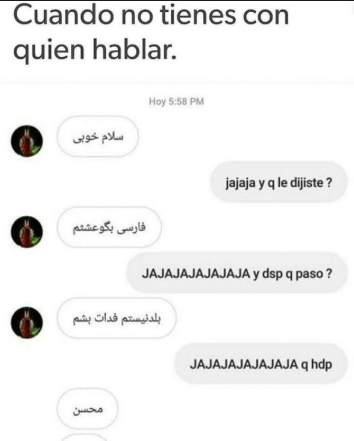 Cuando no tienes con
quien hablar.
Hoy 5:58 PM
سلام خوبی
jajaja y q le dijiste ?
فارسی بگو عشتم
JAJAJAJAJAJAJA y dsp q paso ?
بلدنیستم فدات بشم
JAJAJAJAJAJAJA q hdp
محسن